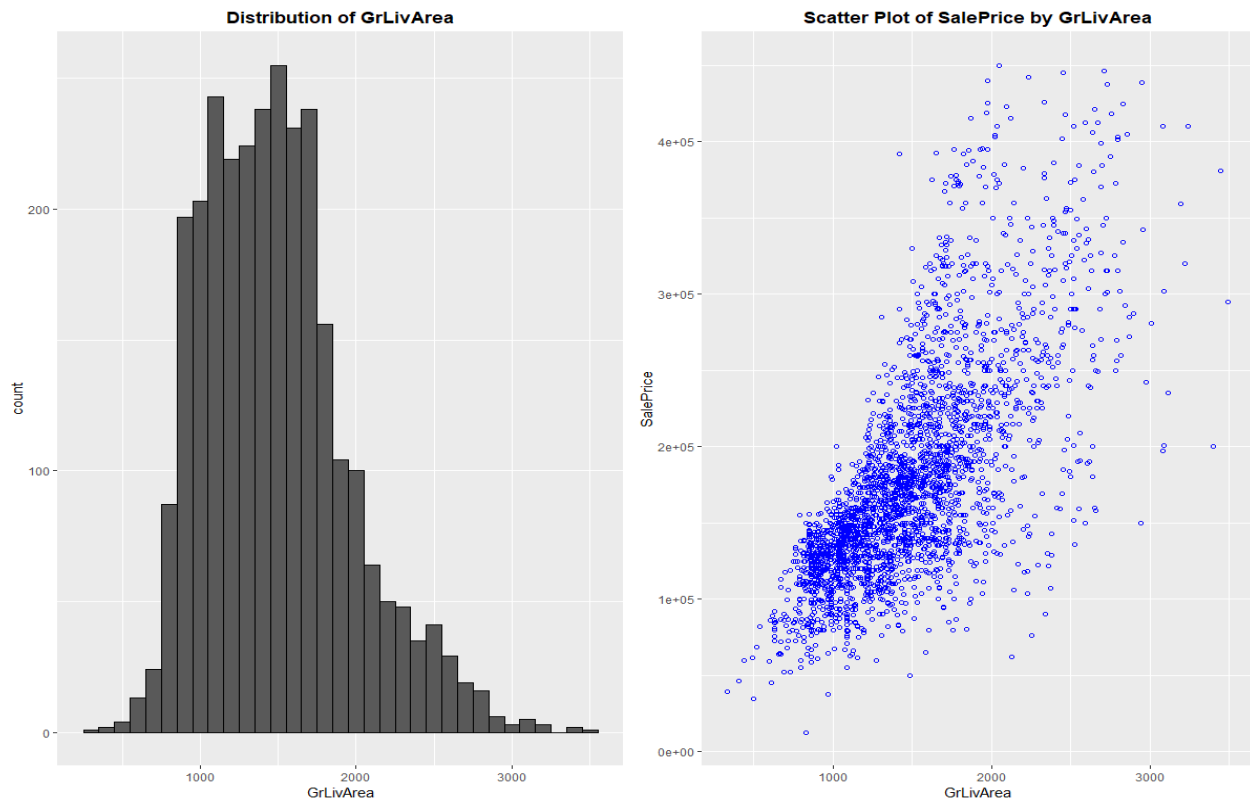 Distribution of GrLivArea
200
100
0
count
1000
2000
3000
GrLivArea
Scatter Plot of SalePrice by GrLivArea
4e+05
3e+05
2e+05
1e+05
0e+00
SalePrice
1000
2000
3000
GrLivArea